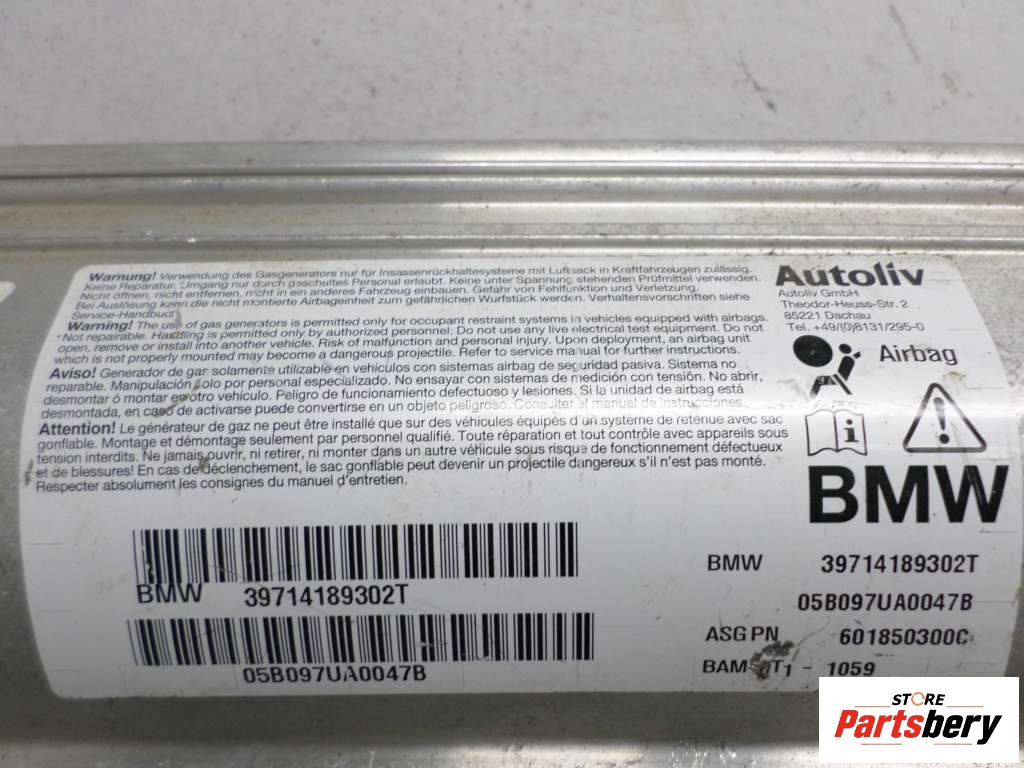 Warnung! Verwendung des Gasgenerators nur für Insassenrückhaltesysteme mit Luftsack in Kraftfahrzeugen zulässig.
Keine Reparatur. Umgang nur durch geschultes Personal erlaubt. Keine unter Spannung stehenden Prüfmittel verwenden.
Nicht öffnen, nicht entfernen, nicht in ein anderes Fahrzeug einbauen. Gefahr von Fehlfunktion und Verletzung.
Bei Auslösung kann die nicht montierte Airbageinheit zum gefährlichen Wurfstück werden. Verhaltensvorschriften siehe
Service-Handbuch
Warning! The use of gas generators is permitted only for occupant restraint systems in vehicles equipped with airbags.
Not repairable. Handling is permitted only by authorized personnel. Do not use any live electrical test equipment. Do not
open, remove or install into another vehicle. Risk of malfunction and personal injury. Upon deployment, an airbag unit
which is not properly mounted may become a dangerous projectile. Refer to service manual for further instructions.
Aviso! Generador de gas solamente utilizable en vehículos con sistemas airbag de seguridad pasiva. Sistema no
reparable. Manipulación solo por personal especializado. No ensayar con sistemas de medición con tensión. No abrir,
desmontar ó montar en otro vehículo. Peligro de funcionamiento defectuoso y lesiones. Si la unidad de airbag está
desmontada, en caso de activarse puede convertirse en un objeto peligroso. Consultar el manual de instrucciones.
Attention! Le générateur de gaz ne peut être installé que sur des véhicules équipés d'un système de retenue avec sac
gonflable. Montage et démontage seulement par personnel qualifié. Toute réparation et tout contrôle avec appareils sous
tension interdits. Ne jamais ouvrir, ni retirer, ni monter dans un autre véhicule sous risque de fonctionnement défectueux
et de blessures! En cas de déclenchement, le sac gonflable peut devenir un projectile dangereux s'il n'est pas monté.
Respecter absolument les consignes du manuel d'entretien.
Autoliv
Autoliv GmbH
Theodor-Heuss-Str. 2
85221 Dachau
Tel. +49/(0)8131/295-0
Airbag
BMW
BMW 39714189302T
05B097UA0047B
BMW 39714189302T
05B097UA0047B
ASG PN 601850300C
1 - 1059
STORE
Partsbery